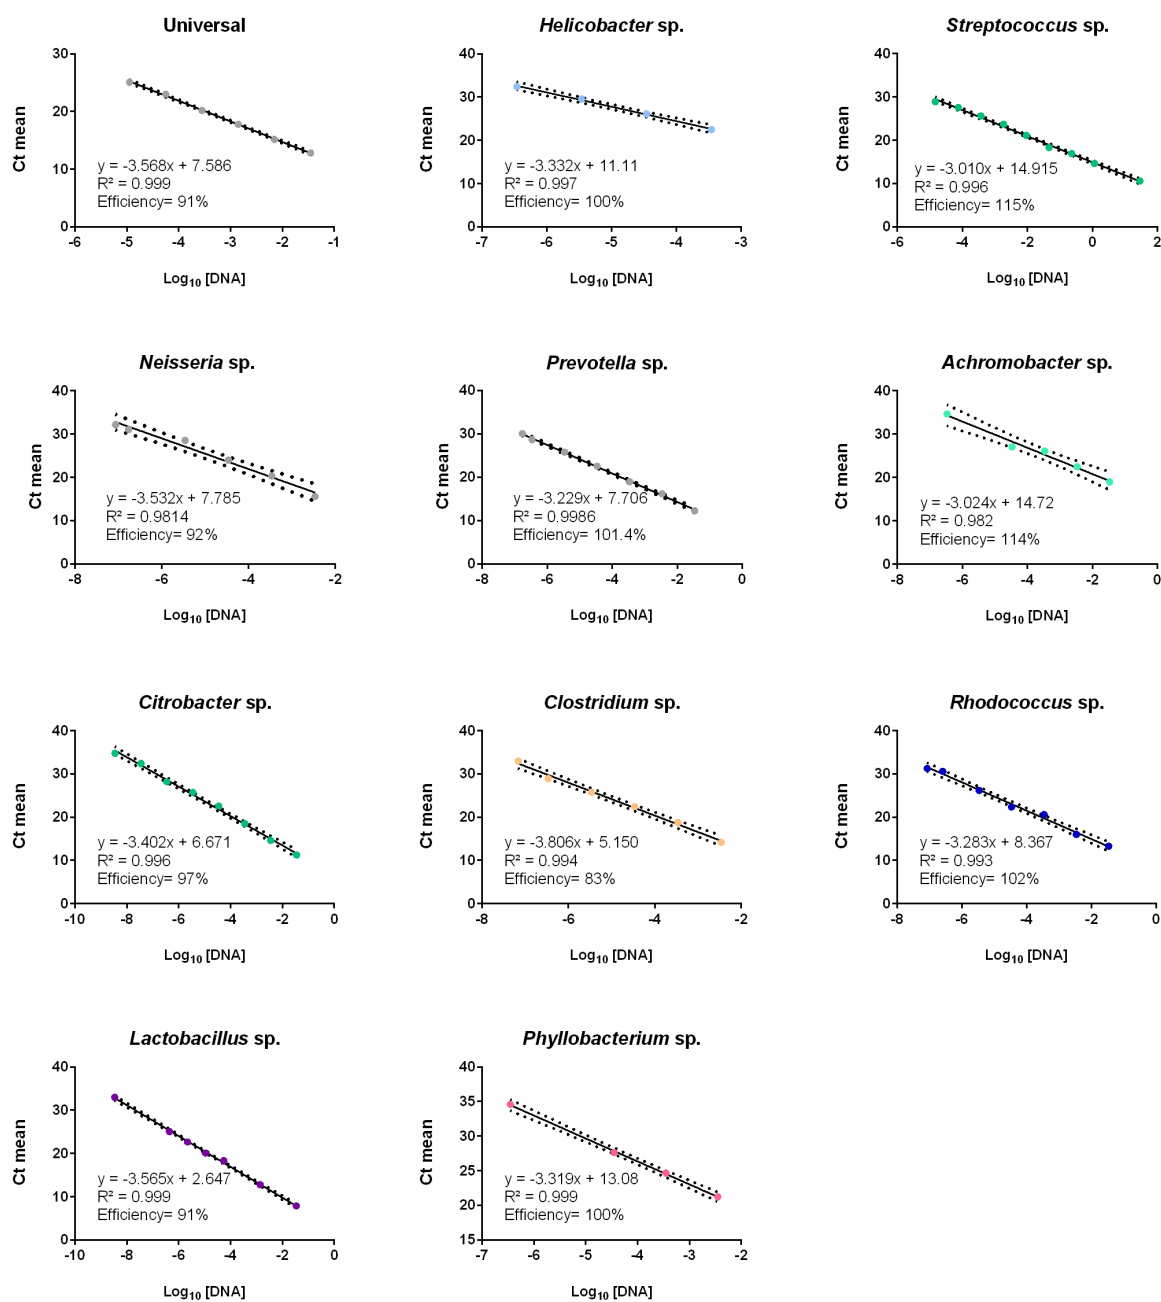 Universal
Ct mean
30
20
10
0
y = -3.568x + 7.586
R² = 0.999
Efficiency= 91%
-6 -5 -4 -3 -2 -1
Log10 [DNA]
Helicobacter sp.
Ct mean
40
30
20
10
0
y = -3.332x + 11.11
R² = 0.997
Efficiency= 100%
-7 -6 -5 -4 -3
Log10 [DNA]
Streptococcus sp.
Ct mean
40
30
20
10
0
y = -3.010x + 14.915
R² = 0.996
Efficiency= 115%
-6 -4 -2 0 2
Log10 [DNA]
Neisseria sp.
Ct mean
40
30
20
10
0
y = -3.532x + 7.785
R² = 0.9814
Efficiency= 92%
-8 -6 -4 -2
Log10 [DNA]
Prevotella sp.
Ct mean
40
30
20
10
0
y = -3.229x + 7.706
R² = 0.9986
Efficiency= 101.4%
-8 -6 -4 -2 0
Log10 [DNA]
Achromobacter sp.
Ct mean
40
30
20
10
0
y = -3.024x + 14.72
R² = 0.982
Efficiency= 114%
-8 -6 -4 -2 0
Log10 [DNA]
Citrobacter sp.
Ct mean
40
30
20
10
0
y = -3.402x + 6.671
R² = 0.996
Efficiency= 97%
-10 -8 -6 -4 -2 0
Log10 [DNA]
Clostridium sp.
Ct mean
40
30
20
10
0
y = -3.806x + 5.150
R² = 0.994
Efficiency= 83%
-8 -6 -4 -2
Log10 [DNA]
Rhodococcus sp.
Ct mean
40
30
20
10
0
y = -3.283x + 8.367
R² = 0.993
Efficiency= 102%
-8 -6 -4 -2 0
Log10 [DNA]
Lactobacillus sp.
Ct mean
40
30
20
10
0
y = -3.565x + 2.647
R² = 0.999
Efficiency= 91%
-10 -8 -6 -4 -2 0
Log10 [DNA]
Phyllobacterium sp.
Ct mean
40
35
30
25
20
15
y = -3.319x + 13.08
R² = 0.999
Efficiency= 100%
-7 -6 -5 -4 -3 -2
Log10 [DNA]